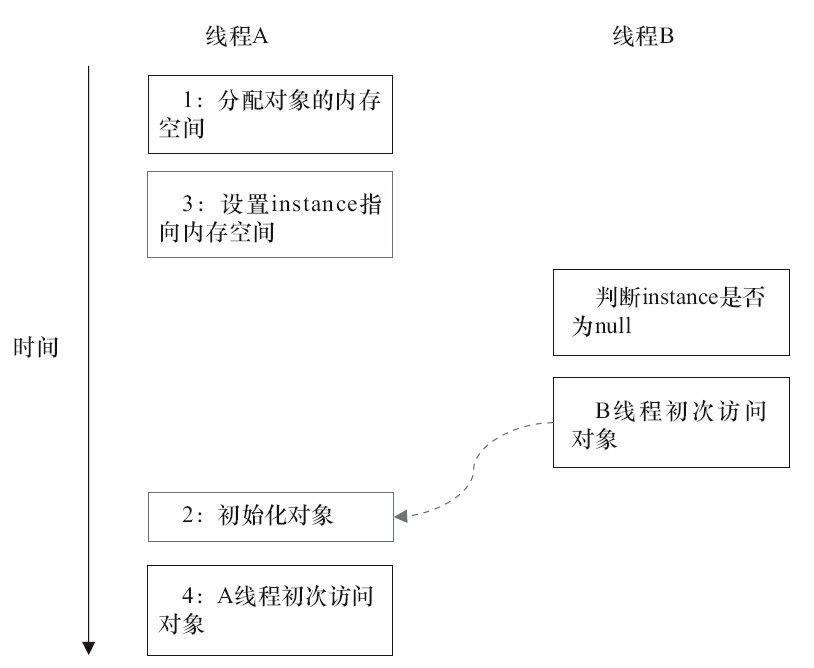 线程A
线程B
1：分配对象的内存
空间
3：设置instance指
向内存空间
判断instance是否
为null
时间
B线程初次访问
对象
2：初始化对象
4：A线程初次访问
对象